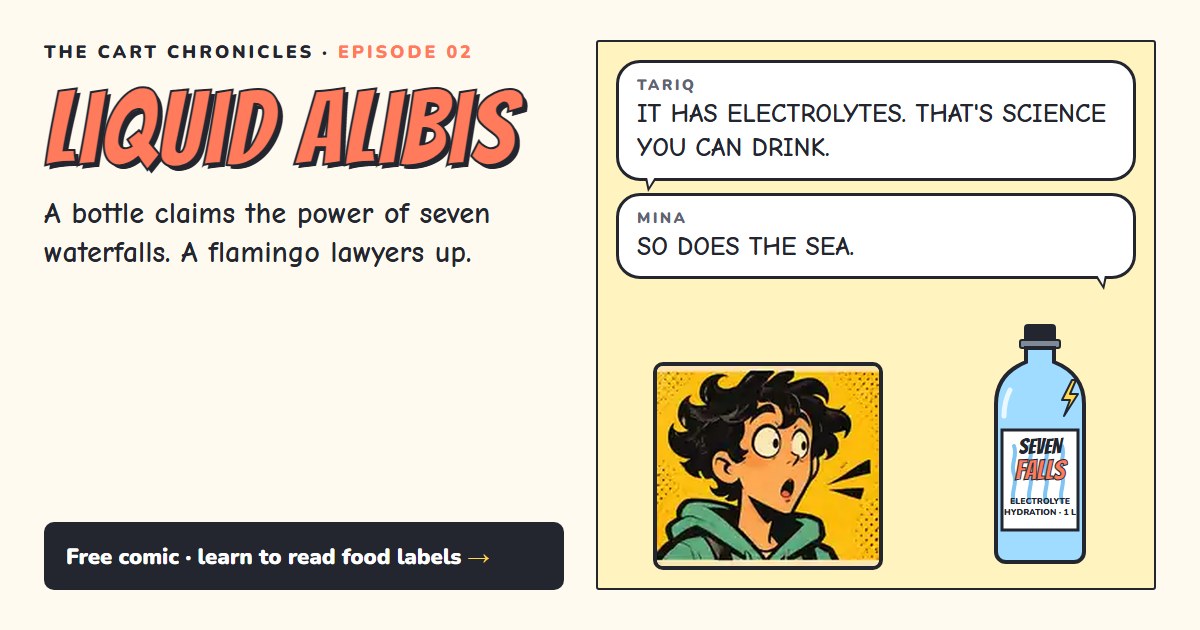 THE CART CHRONICLES · EPISODE 02
LIQUID ALIBIS
A bottle claims the power of seven
waterfalls. A flamingo lawyers up.
Free comic · learn to read food labels →
TARIQ
IT HAS ELECTROLYTES. THAT'S SCIENCE
YOU CAN DRINK.
MINA
SO DOES THE SEA.
SEVEN
FALLS
ELECTROLYTE
HYDRATION · 1 L